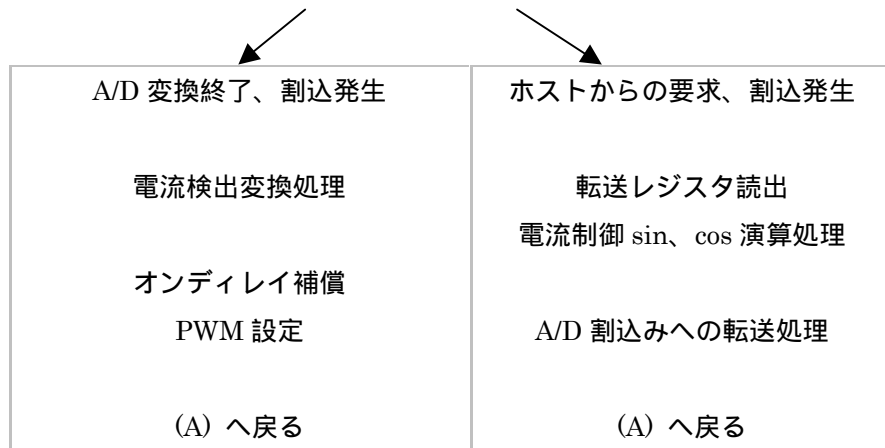 A/D 変換終了、割込発生
電流検出変換処理
オンディレイ補償
PWM 設定
(A) へ戻る
ホストからの要求、割込発生
転送レジスタ読出
電流制御 sin、cos 演算処理
A/D 割込みへの転送処理
(A) へ戻る